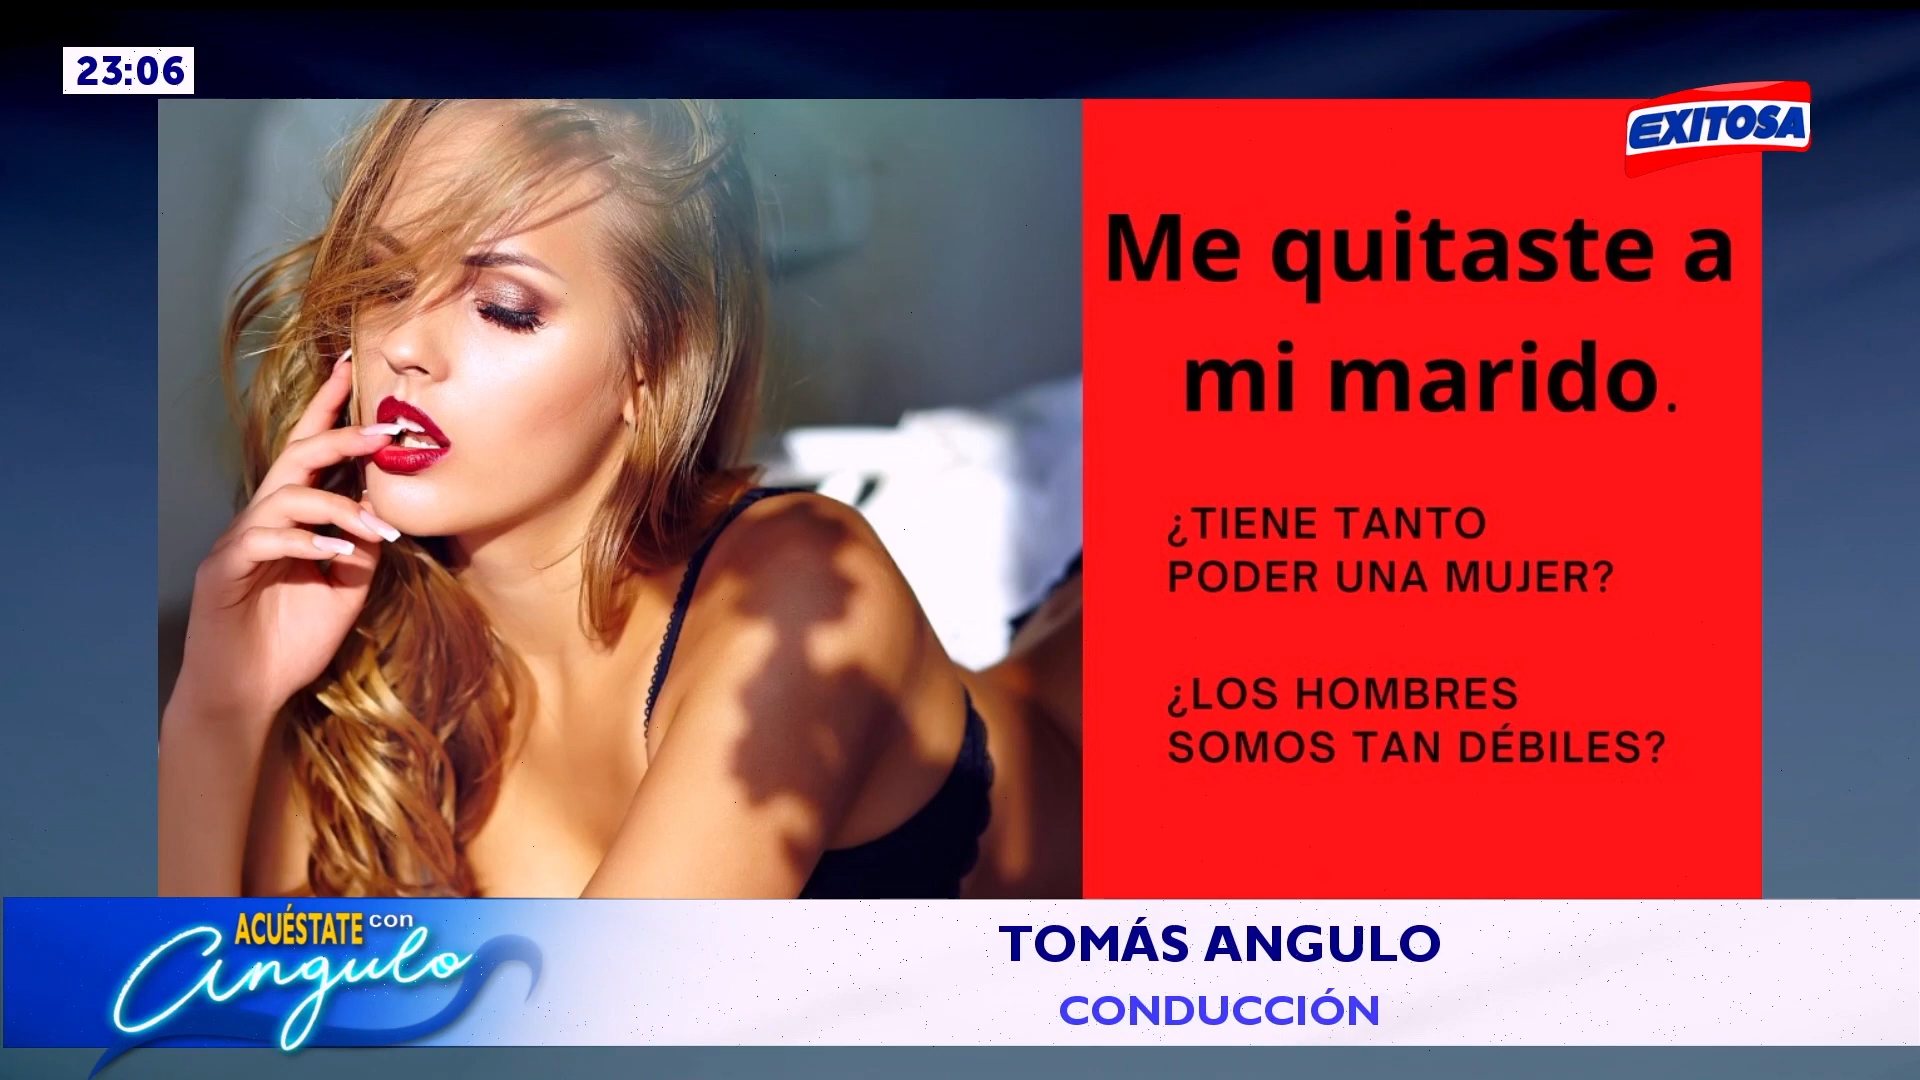 23:06
EXITOSA
Me quitaste a
mi marido.
¿TIENE TANTO
PODER UNA MUJER?
¿LOS HOMBRES
SOMOS TAN DÉBILES?
ACUÉSTATE con
Angulo
TOMÁS ANGULO
CONDUCCIÓN